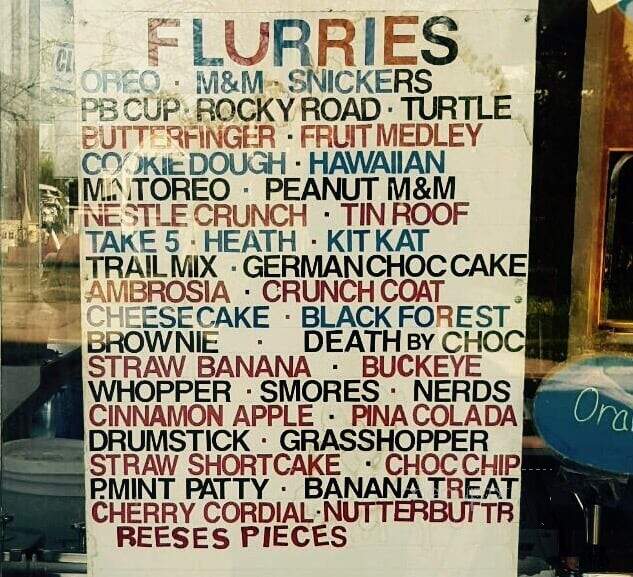 FLURRIES
OREO · M&M · SNICKERS
PB CUP · ROCKY ROAD · TURTLE
BUTTERFINGER · FRUIT MEDLEY
COOKIE DOUGH · HAWAIIAN
MINT OREO · PEANUT M&M
NESTLE CRUNCH · TIN ROOF
TAKE 5 · HEATH · KIT KAT
TRAIL MIX · GERMAN CHOC CAKE
AMBROSIA · CRUNCH COAT
CHEESECAKE · BLACK FOREST
BROWNIE · DEATH BY CHOC
STRAW BANANA · BUCKEYE
WHOPPER · SMORES · NERDS
CINNAMON APPLE · PINA COLADA
DRUMSTICK · GRASSHOPPER
STRAW SHORTCAKE · CHOC CHIP
P.MINT PATTY · BANANA TREAT
CHERRY CORDIAL · NUTTERBUTTR
REESES PIECES